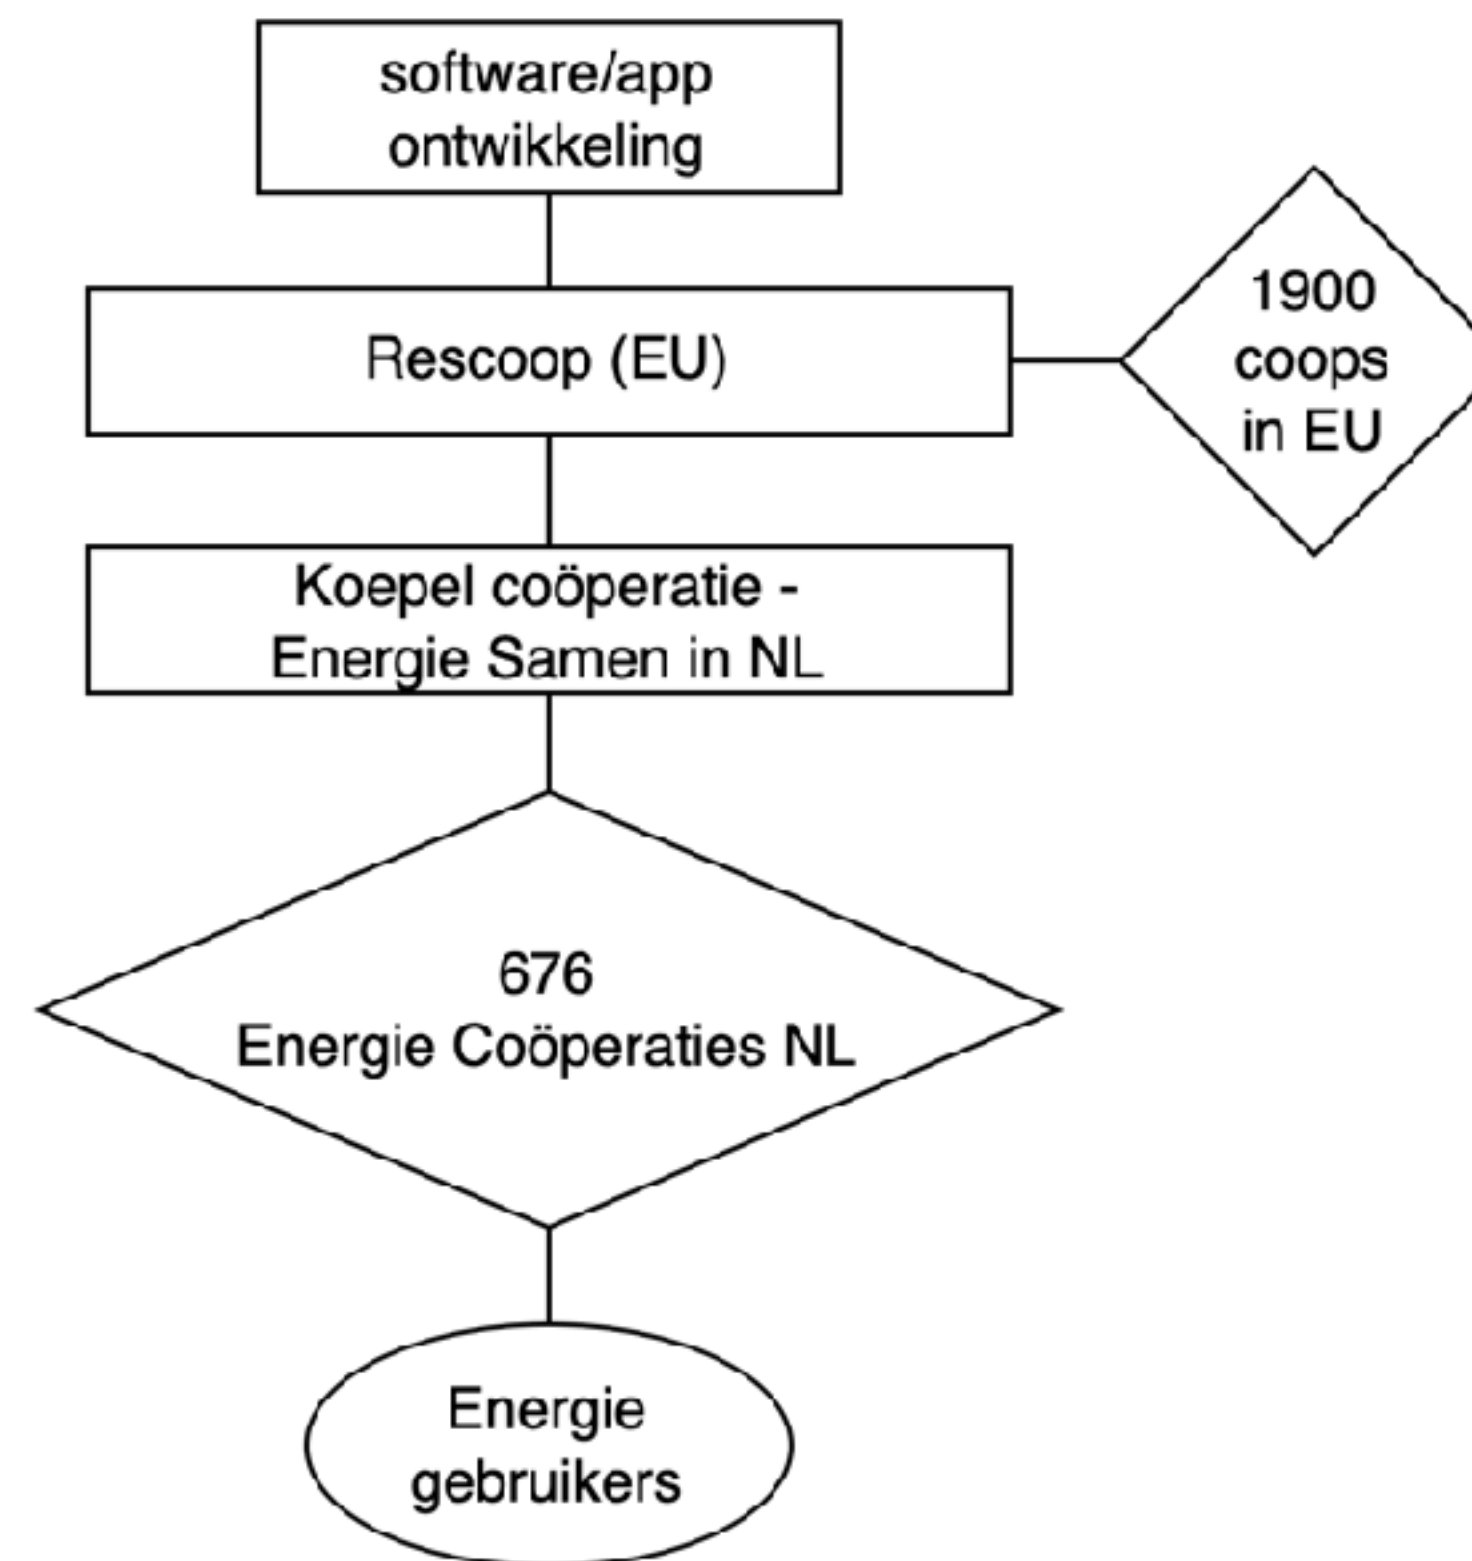 software/app
ontwikkeling
Rescoop (EU)
1900
coops
in EU
Koepel coöperatie -
Energie Samen in NL
676
Energie Coöperaties NL
Energie
gebruikers